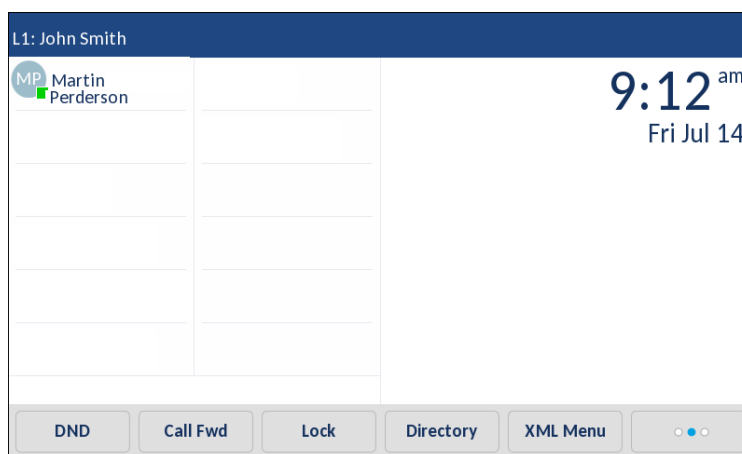 L1: John Smith
MP Martin
Perderson
9:12 am
Fri Jul 14
DND Call Fwd Lock Directory XML Menu